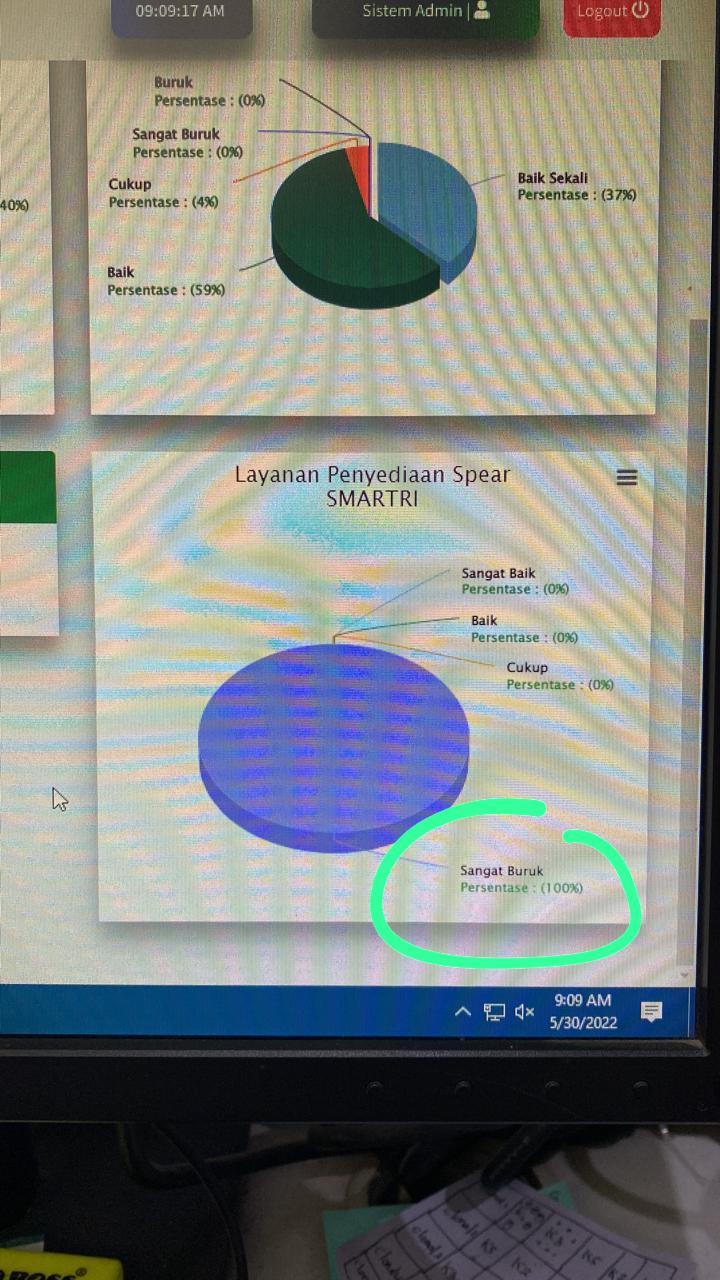 09:09:17 AM
Sistem Admin |
Logout
Buruk
Persentase : (0%)
Sangat Buruk
Persentase : (0%)
Cukup
Persentase : (4%)
40%)
Baik
Persentase : (59%)
Baik Sekali
Persentase : (37%)
Layanan Penyediaan Spear
SMARTRI
Sangat Baik
Persentase : (0%)
Baik
Persentase : (0%)
Cukup
Persentase : (0%)
Sangat Buruk
Persentase : (100%)
9:09 AM
5/30/2022